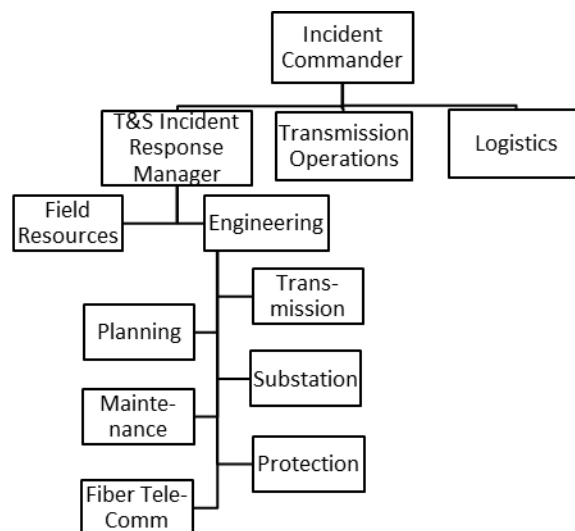 Incident
Commander
T&S Incident
Response
Manager
Transmission
Operations
Logistics
Field
Resources
Engineering
Trans-
mission
Planning
Substation
Mainte-
nance
Protection
Fiber Tele-
Comm